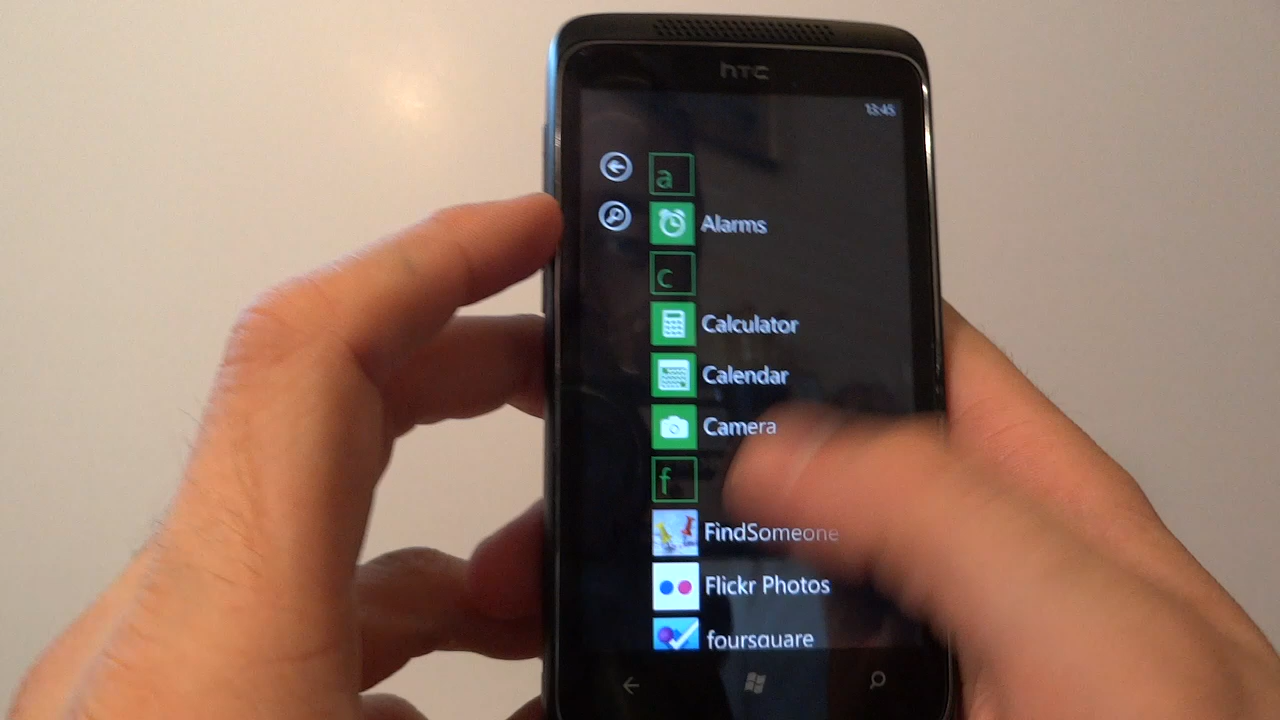 hTC
13:45
a
Alarms
c
Calculator
Calendar
Camera
f
FindSomeone
Flickr Photos
foursquare